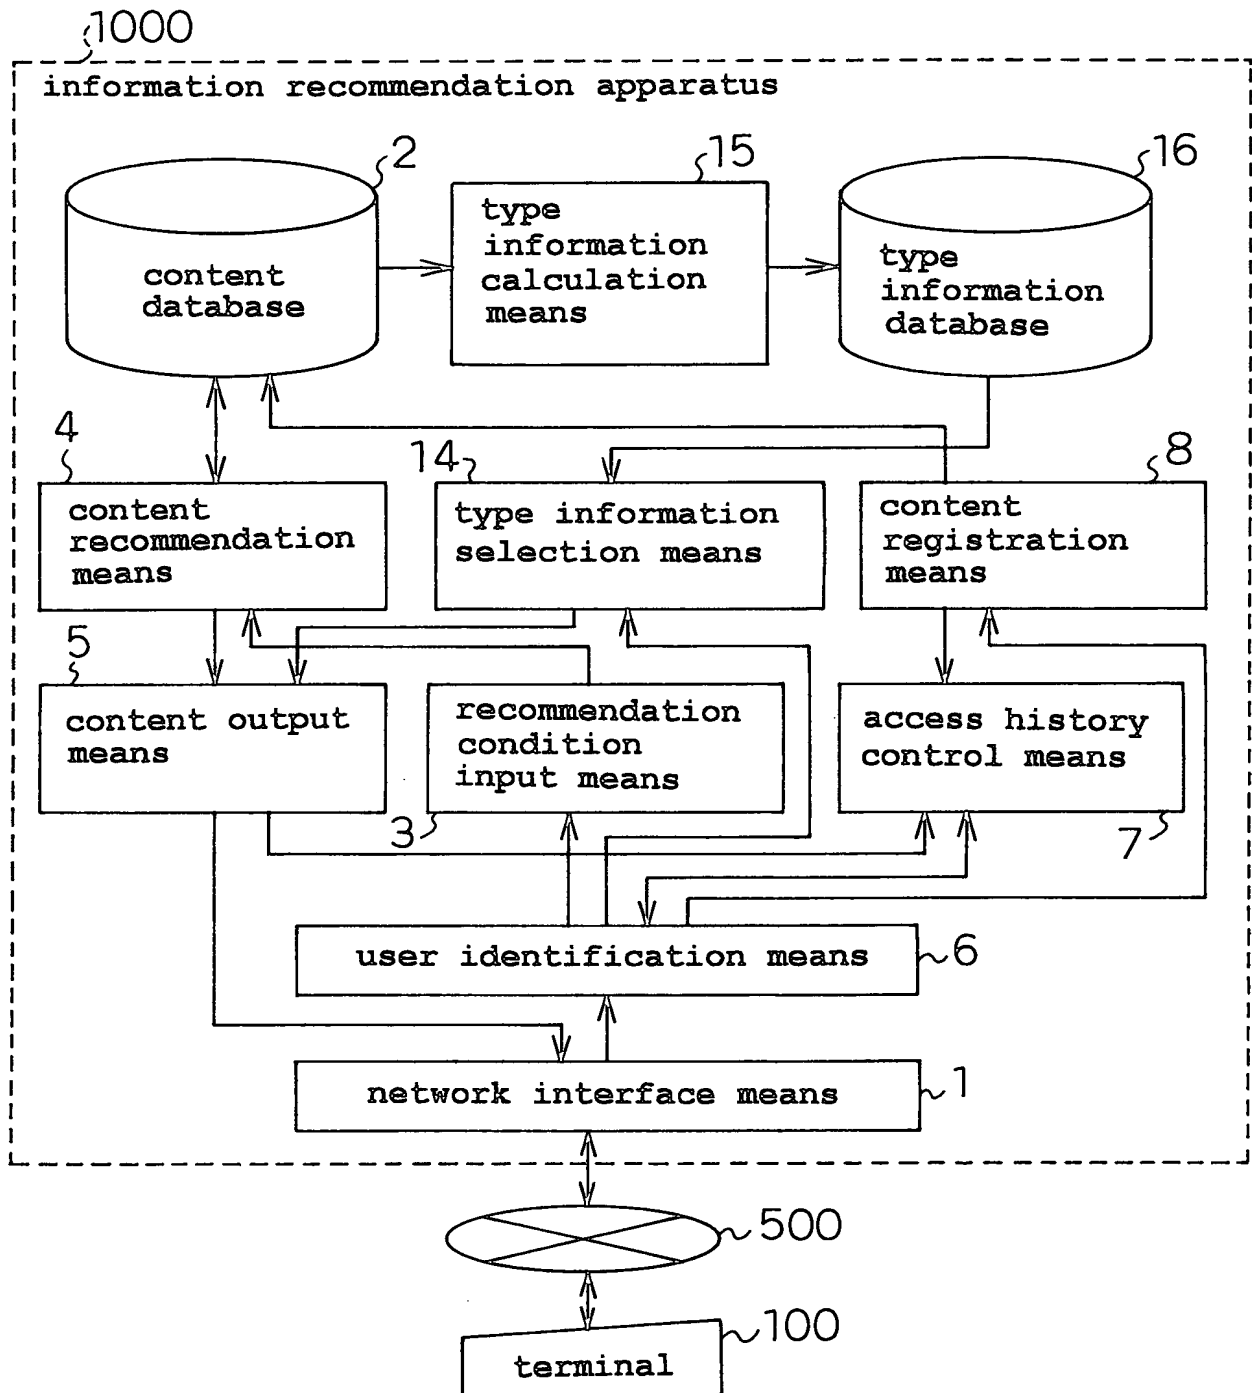 1000
information recommendation apparatus
2
content
database
15
type
information
calculation
means
16
type
information
database
4
content
recommendation
means
14
type information
selection means
8
content
registration
means
5
content output
means
recommendation
condition
input means
3
access history
control means
7
user identification means
6
network interface means
1
500
100
terminal